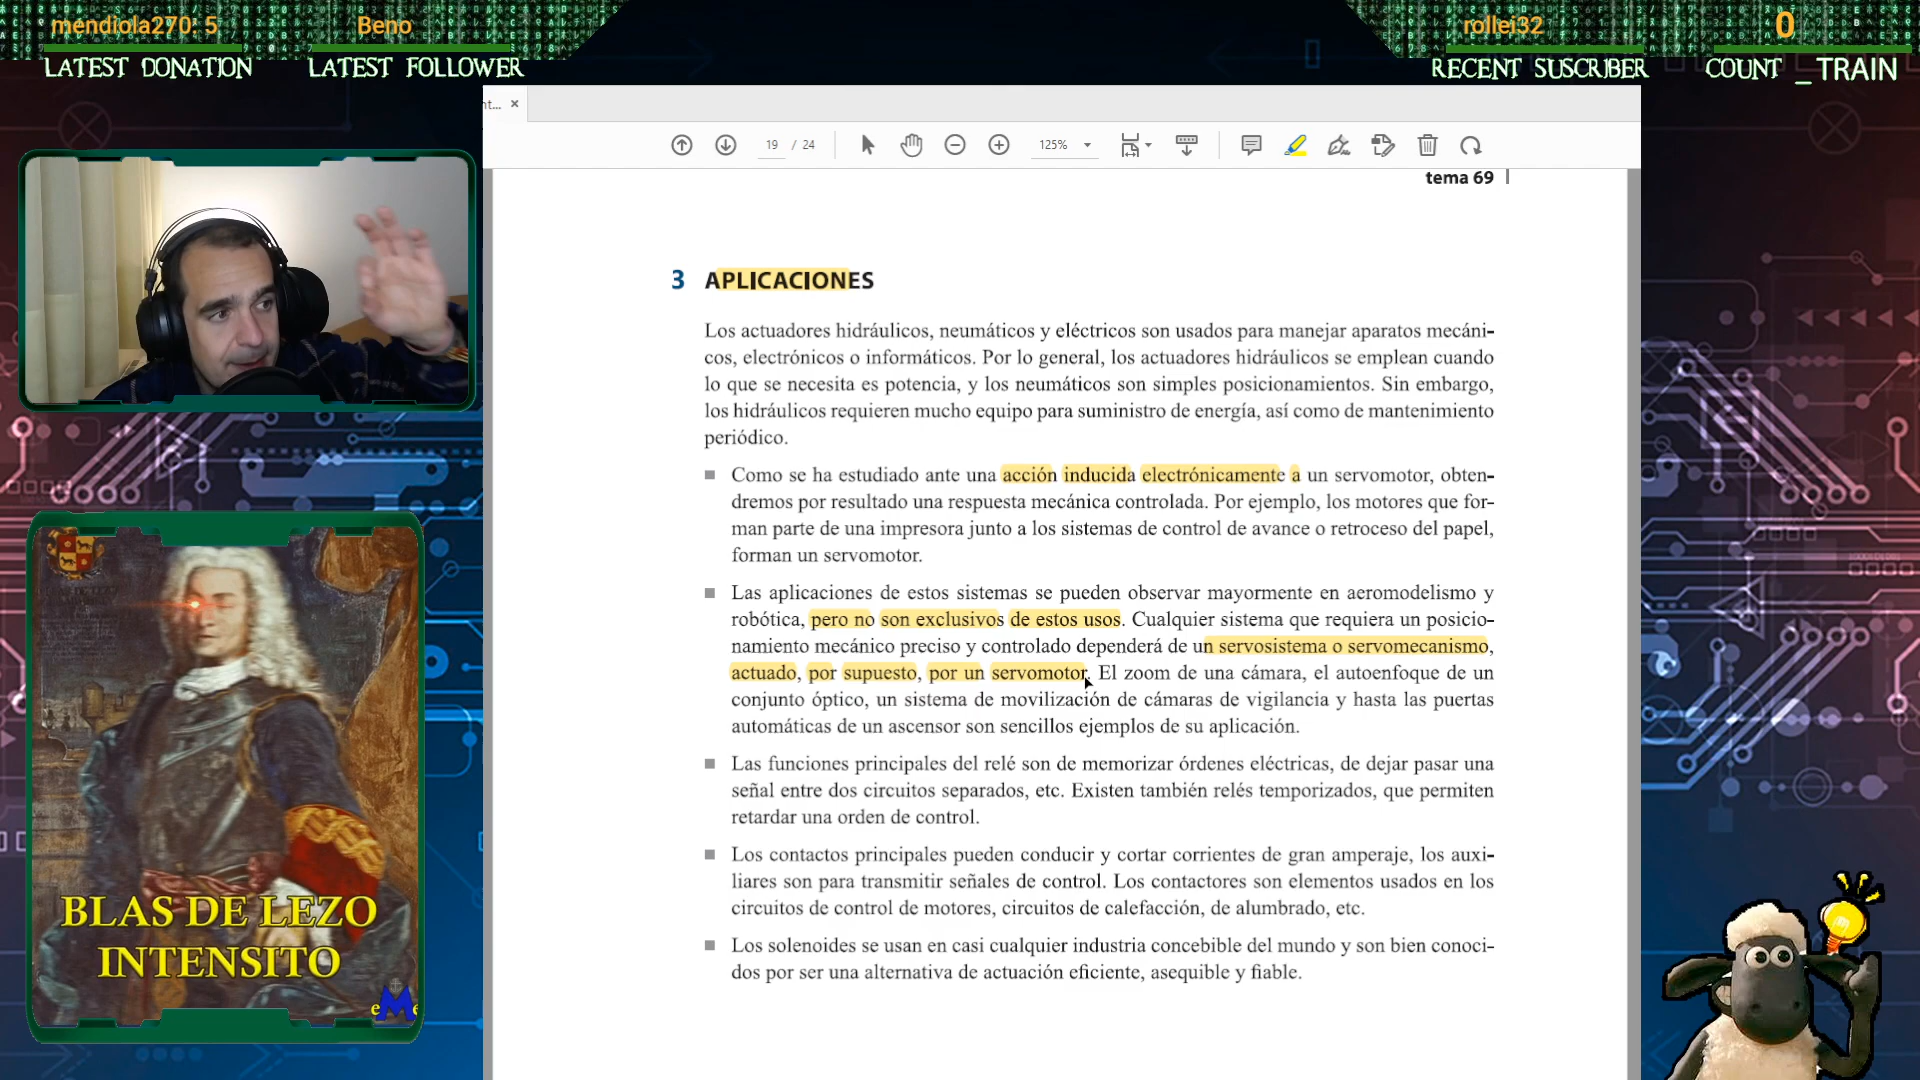 mendiola270: 5
Beno
rollei32
0
LATEST DONATION
LATEST FOLLOWER
RECENT SUSCRIBER
COUNT _TRAIN
nt...
19 / 24
125%
tema 69
3 APLICACIONES
Los actuadores hidráulicos, neumáticos y eléctricos son usados para manejar aparatos mecáni-
cos, electrónicos o informáticos. Por lo general, los actuadores hidráulicos se emplean cuando
lo que se necesita es potencia, y los neumáticos son simples posicionamientos. Sin embargo,
los hidráulicos requieren mucho equipo para suministro de energía, así como de mantenimiento
periódico.
Como se ha estudiado ante una acción inducida electrónicamente a un servomotor, obten-
dremos por resultado una respuesta mecánica controlada. Por ejemplo, los motores que for-
man parte de una impresora junto a los sistemas de control de avance o retroceso del papel,
forman un servomotor.
Las aplicaciones de estos sistemas se pueden observar mayormente en aeromodelismo y
robótica, pero no son exclusivos de estos usos. Cualquier sistema que requiera un posicio-
namiento mecánico preciso y controlado dependerá de un servosistema o servomecanismo,
actuado, por supuesto, por un servomotor. El zoom de una cámara, el autoenfoque de un
conjunto óptico, un sistema de movilización de cámaras de vigilancia y hasta las puertas
automáticas de un ascensor son sencillos ejemplos de su aplicación.
Las funciones principales del relé son de memorizar órdenes eléctricas, de dejar pasar una
señal entre dos circuitos separados, etc. Existen también relés temporizados, que permiten
retardar una orden de control.
Los contactos principales pueden conducir y cortar corrientes de gran amperaje, los auxi-
liares son para transmitir señales de control. Los contactores son elementos usados en los
circuitos de control de motores, circuitos de calefacción, de alumbrado, etc.
Los solenoides se usan en casi cualquier industria concebible del mundo y son bien conoci-
dos por ser una alternativa de actuación eficiente, asequible y fiable.
BLAS DE LEZO
INTENSITO